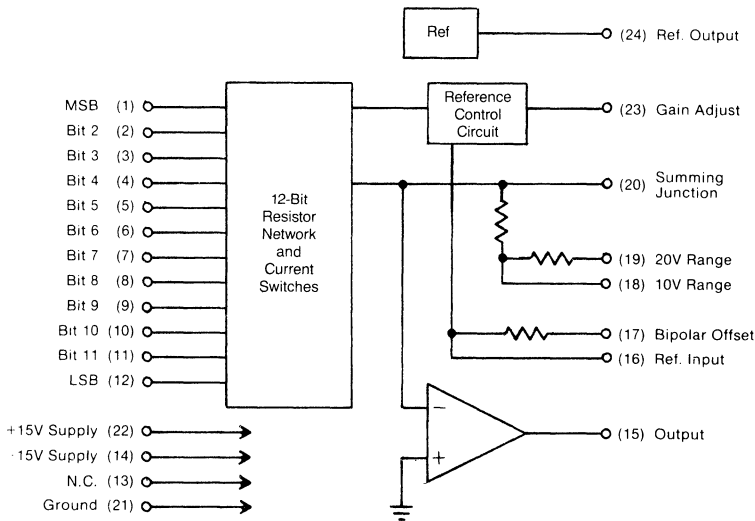 Ref
(24) Ref. Output
MSB (1)
Bit 2 (2)
Bit 3 (3)
Bit 4 (4)
Bit 5 (5)
Bit 6 (6)
Bit 7 (7)
Bit 8 (8)
Bit 9 (9)
Bit 10 (10)
Bit 11 (11)
LSB (12)
+15V Supply (22)
15V Supply (14)
N.C. (13)
Ground (21)
12-Bit
Resistor
Network
and
Current
Switches
Reference
Control
Circuit
(23) Gain Adjust
(20) Summing
Junction
(19) 20V Range
(18) 10V Range
(17) Bipolar Offset
(16) Ref. Input
−
+
(15) Output